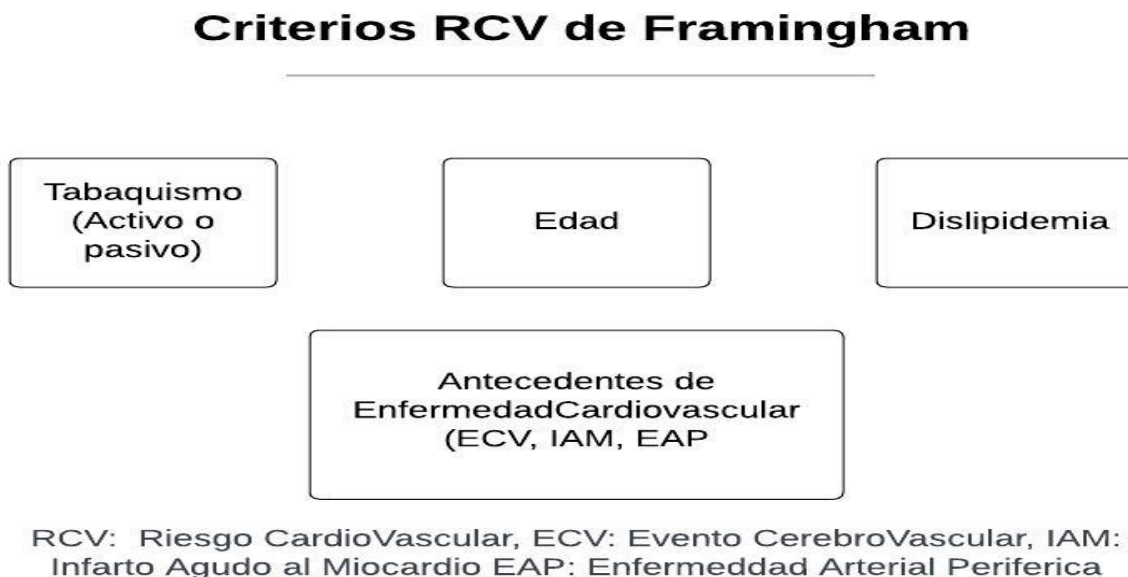 Criterios RCV de Framingham
Tabaquismo
(Activo o
pasivo)
Edad
Dislipidemia
Antecedentes de
EnfermedadCardiovascular
(ECV, IAM, EAP
RCV:  Riesgo CardioVascular, ECV: Evento CerebroVascular, IAM:
Infarto Agudo al Miocardio EAP: Enfermeddad Arterial Periferica